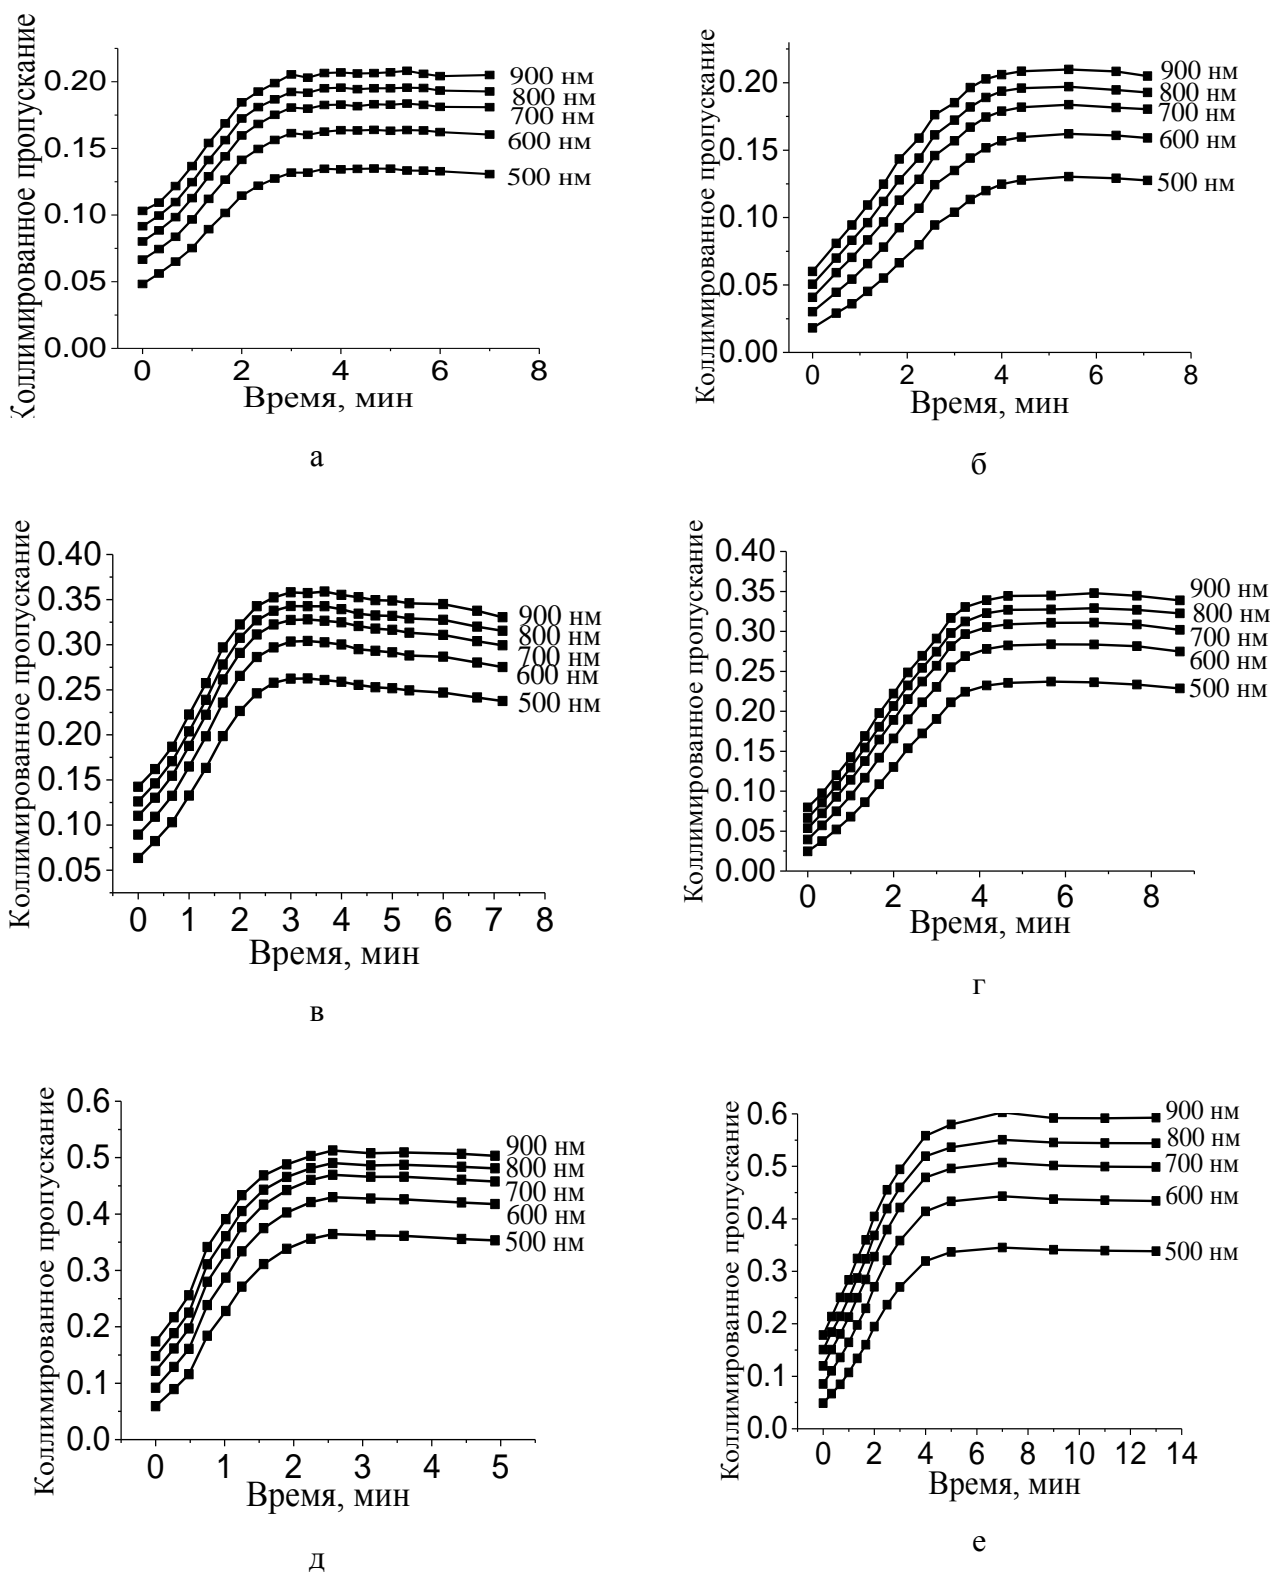 Коллимированное пропускание
0.20
0.15
0.10
0.05
0.00
900 нм
800 нм
700 нм
600 нм
500 нм
0 2 4 6 8
Время, мин
а
Коллимированное пропускание
0.20
0.15
0.10
0.05
0.00
900 нм
800 нм
700 нм
600 нм
500 нм
0 2 4 6 8
Время, мин
б
Коллимированное пропускание
0.40
0.35
0.30
0.25
0.20
0.15
0.10
0.05
900 нм
800 нм
700 нм
600 нм
500 нм
0 1 2 3 4 5 6 7 8
Время, мин
в
Коллимированное пропускание
0.40
0.35
0.30
0.25
0.20
0.15
0.10
0.05
0.00
900 нм
800 нм
700 нм
600 нм
500 нм
0 2 4 6 8
Время, мин
г
Коллимированное пропускание
0.6
0.5
0.4
0.3
0.2
0.1
0.0
900 нм
800 нм
700 нм
600 нм
500 нм
0 1 2 3 4 5
Время, мин
д
Коллимированное пропускание
0.6
0.5
0.4
0.3
0.2
0.1
0.0
900 нм
800 нм
700 нм
600 нм
500 нм
0 2 4 6 8 10 12 14
Время, мин
е